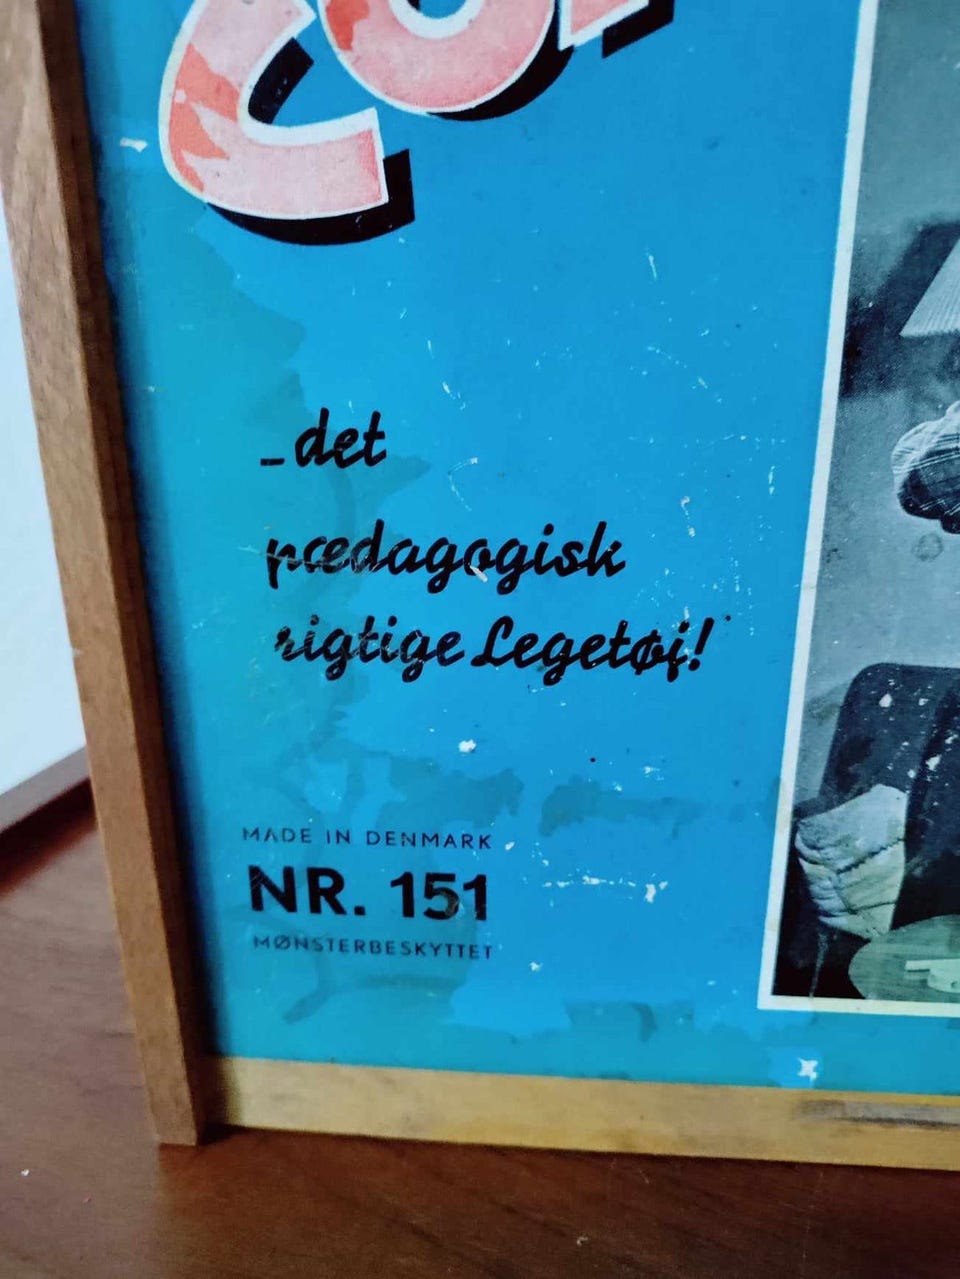 _det
pædagogisk
rigtige Legetøj!
MADE IN DENMARK
NR. 151
MØNSTERBESKYTTET